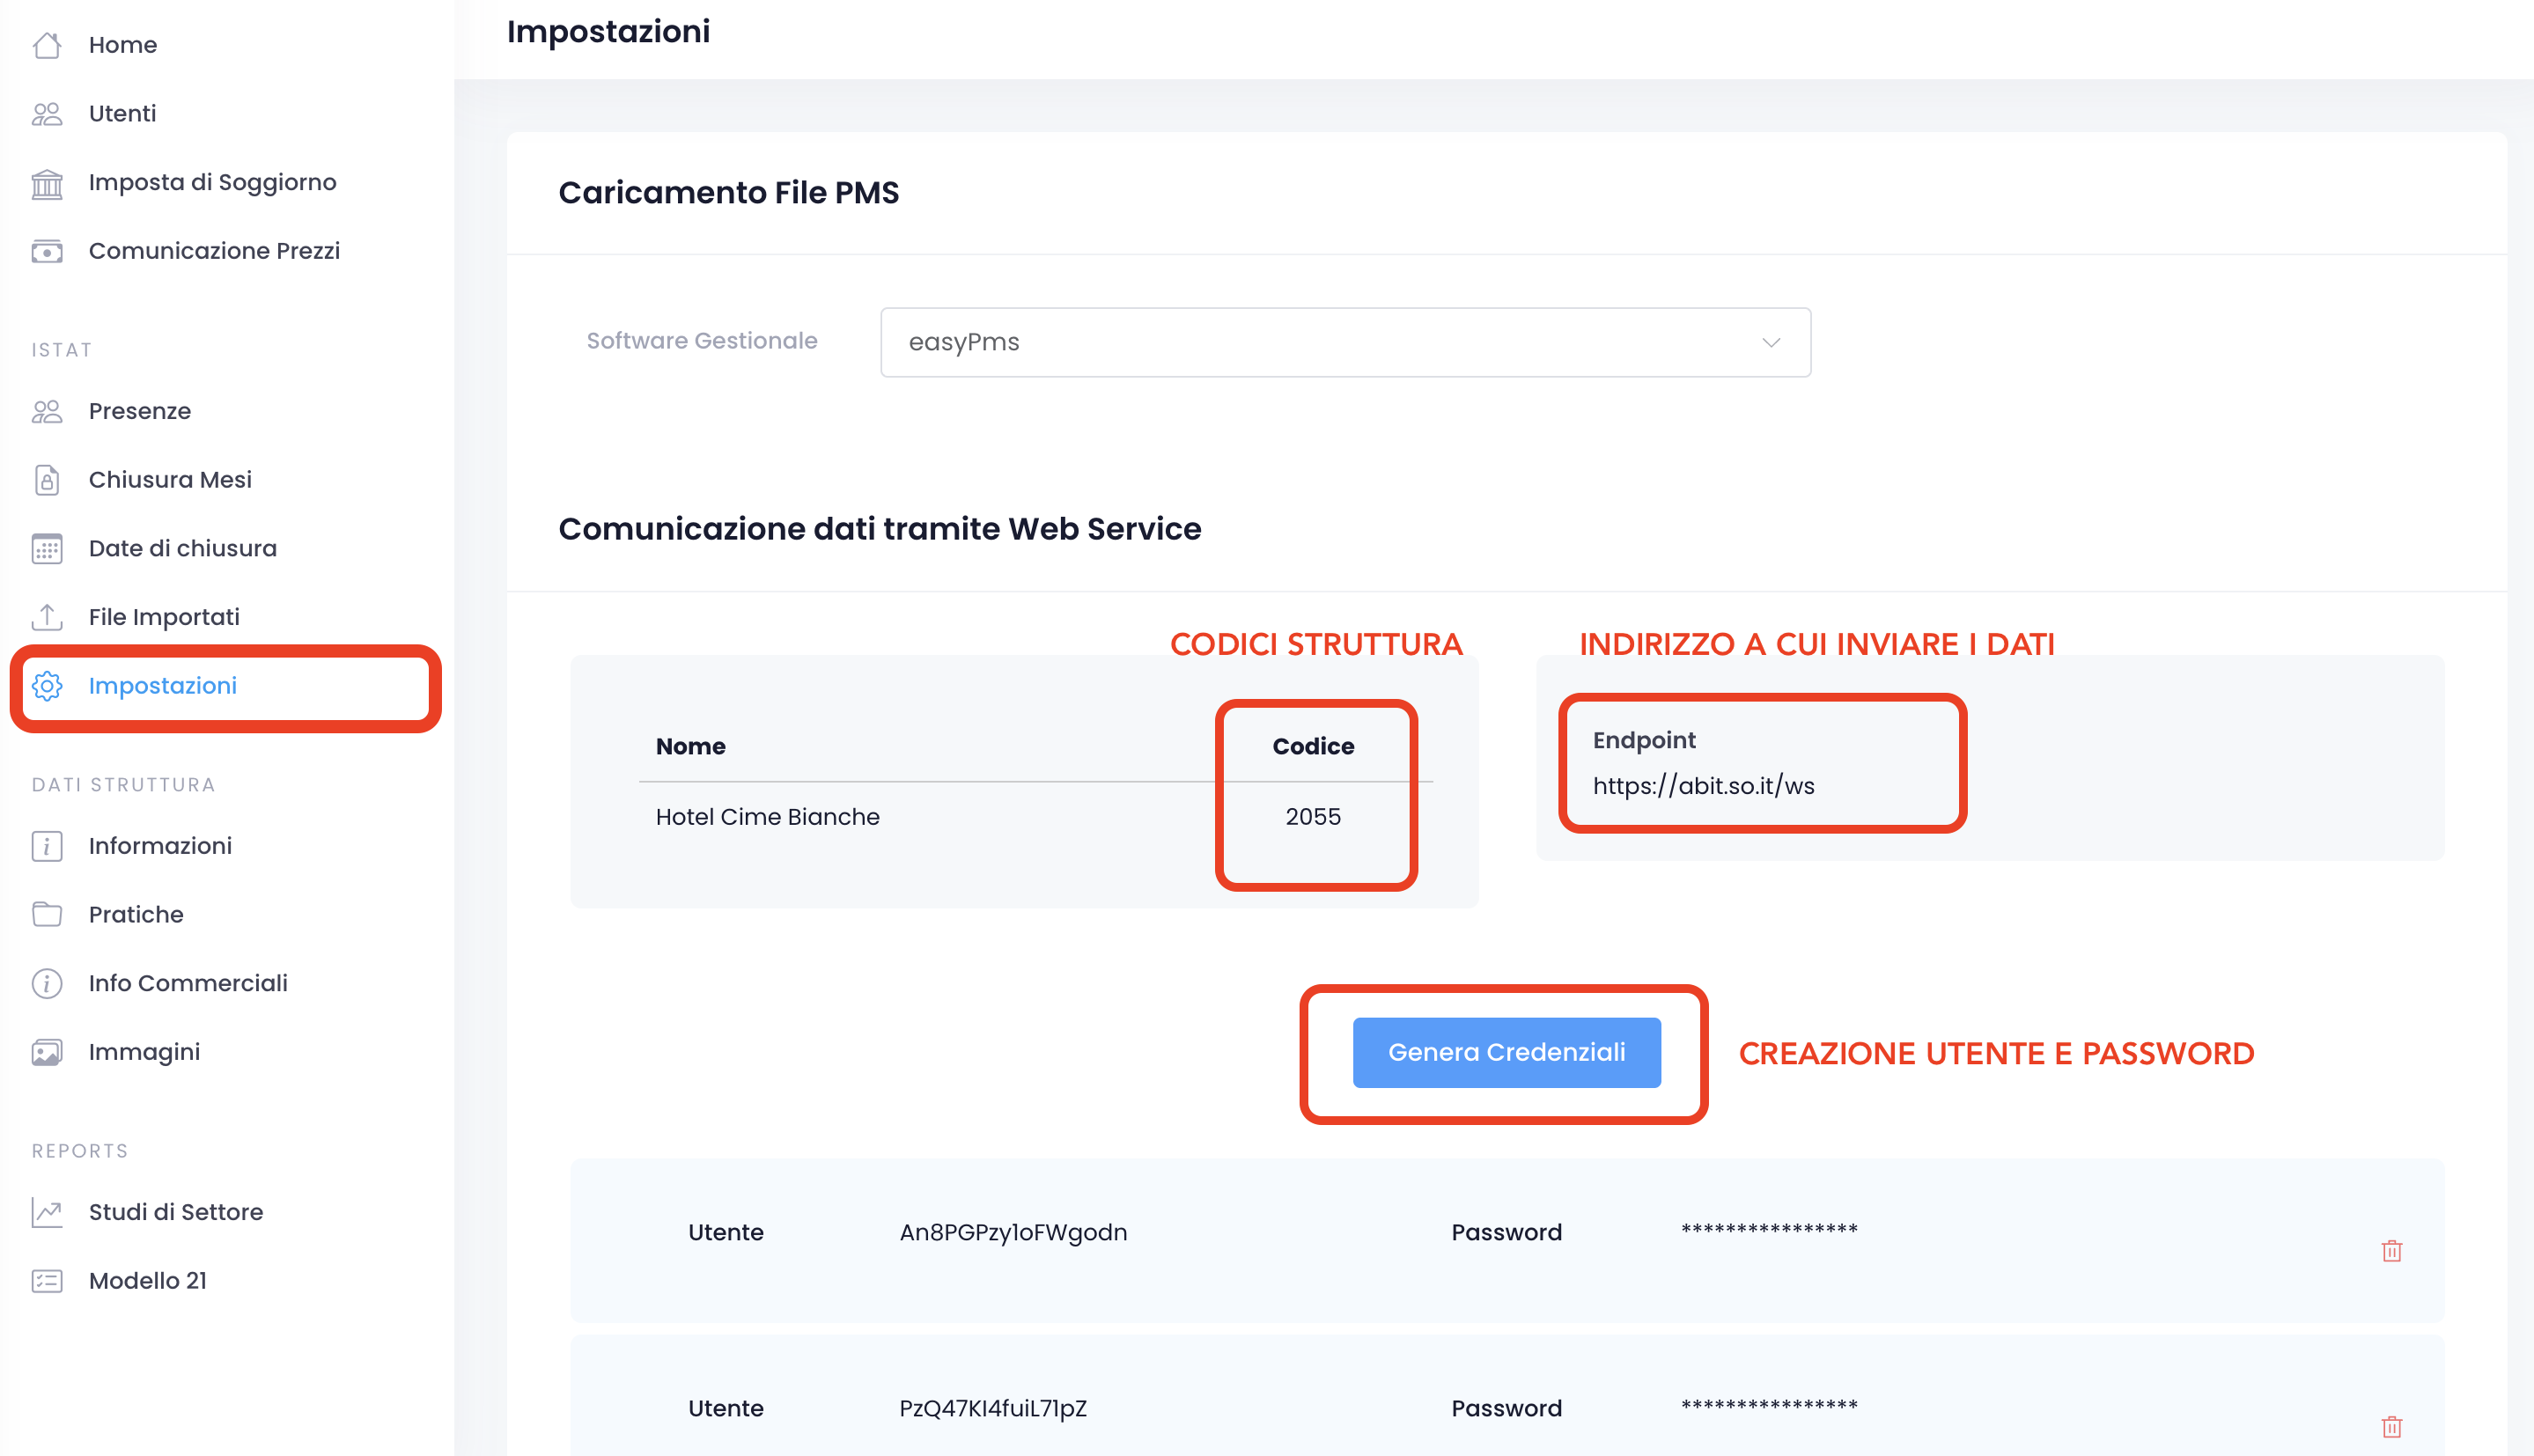 Home
Utenti
Imposta di Soggiorno
Comunicazione Prezzi
ISTAT
Presenze
Chiusura Mesi
Date di chiusura
File Importati
Impostazioni
DATI STRUTTURA
Informazioni
Pratiche
Info Commerciali
Immagini
REPORTS
Studi di Settore
Modello 21
Impostazioni
Caricamento File PMS
Software Gestionale easyPms
Comunicazione dati tramite Web Service
CODICI STRUTTURA
Nome Codice
Hotel Cime Bianche 2055
INDIRIZZO A CUI INVIARE I DATI
Endpoint
https://abit.so.it/ws
Genera Credenziali
CREAZIONE UTENTE E PASSWORD
Utente An8PGPzy1oFWgodn Password ****************
Utente PzQ47KI4fuiL71pZ Password ****************